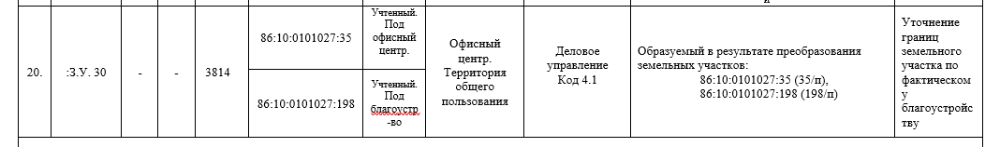 20.
:З.У. 30
-
-
3814
86:10:0101027:35
Учтенный.
Под
офисный
центр.
86:10:0101027:198
Учтенный.
Под
благоустр
-во
Офисный
центр.
Территория
общего
пользования
Деловое
управление
Код 4.1
Образуемый в результате преобразования
земельных участков:
86:10:0101027:35 (35/п),
86:10:0101027:198 (198/п)
Уточнение
границ
земельного
участка по
фактическом
у
благоустройс
тву